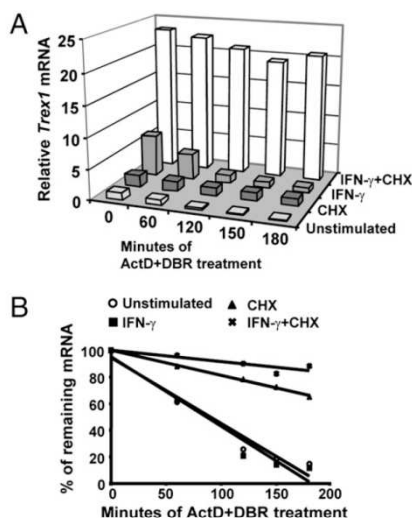 A
Relative Trex1 mRNA
25
20
15
10
5
0
0
60
120
150
180
IFN-γ+CHX
IFN-γ
CHX
Unstimulated
Minutes of
ActD+DBR treatment
B
Unstimulated
CHX
IFN-γ
IFN-γ+CHX
% of remaining mRNA
100
80
60
40
20
0
0
50
100
150
200
Minutes of ActD+DBR treatment